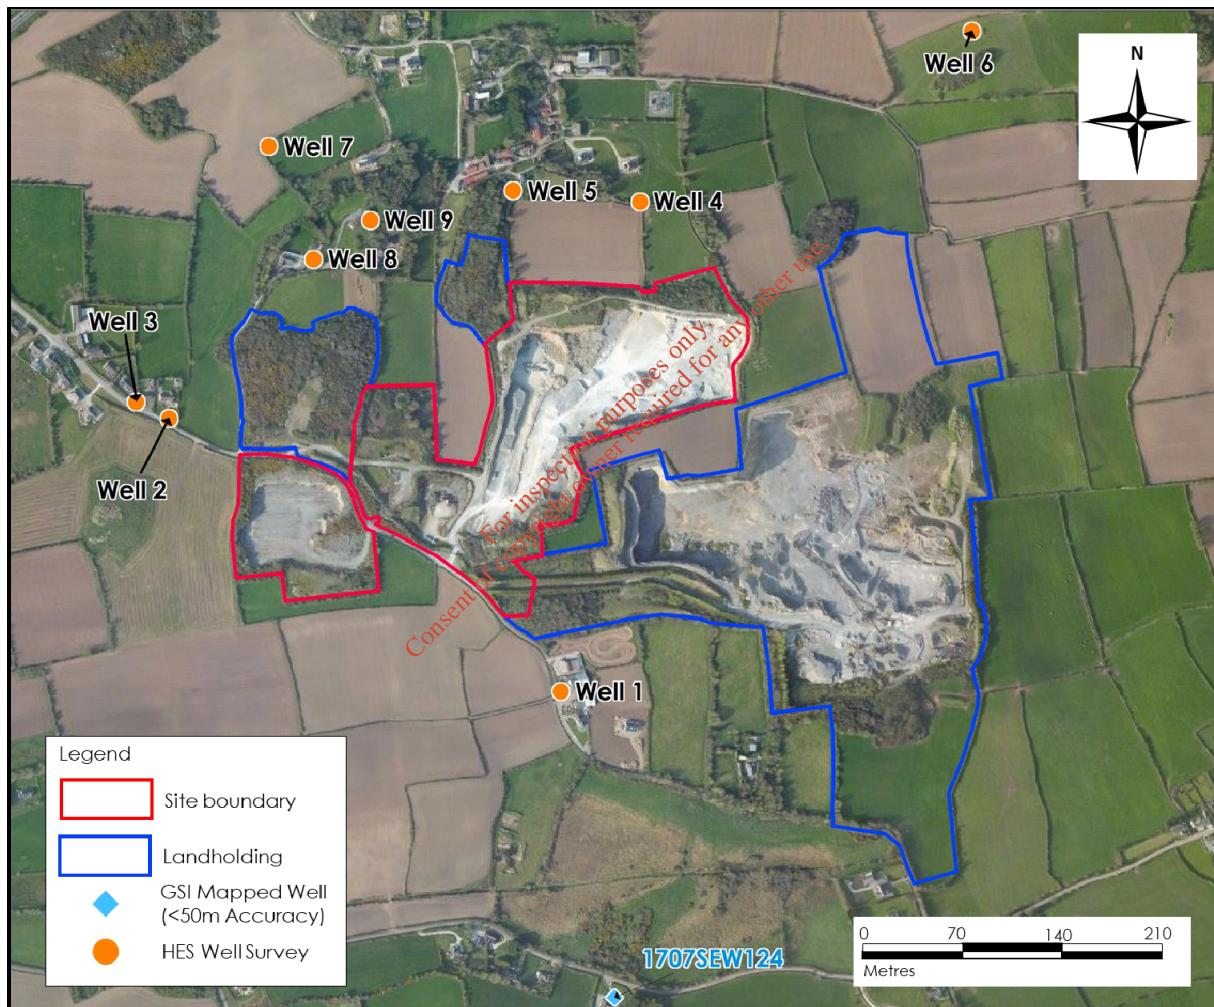 Well 6
N
Well 7
Well 5
Well 4
Well 9
Well 8
Well 3
Well 2
For inspection purposes only.
Consent of copyright owner required for any other use.
Well 1
Legend
Site boundary
Landholding
GSI Mapped Well
(<50m Accuracy)
HES Well Survey
1707SEW124
0 70 140 210
Metres